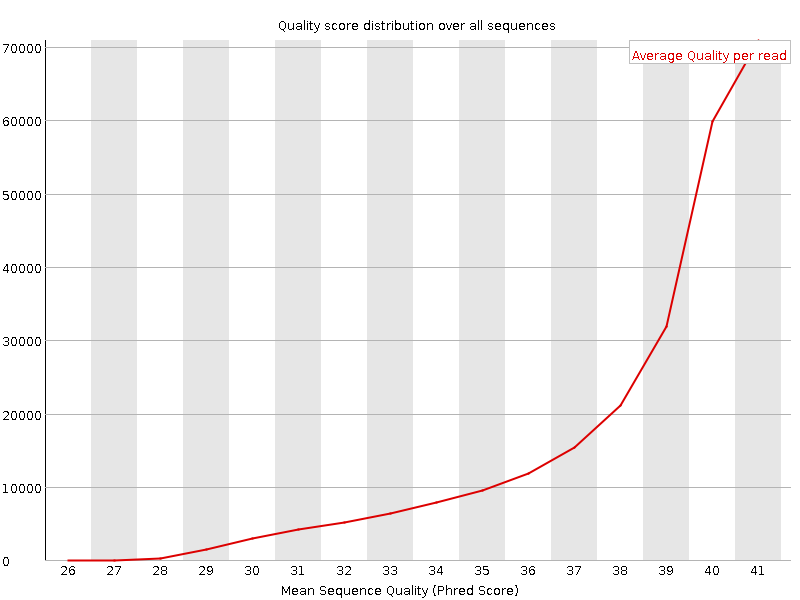 Quality score distribution over all sequences
Average Quality per read
70000
60000
50000
40000
30000
20000
10000
0
26 27 28 29 30 31 32 33 34 35 36 37 38 39 40 41
Mean Sequence Quality (Phred Score)